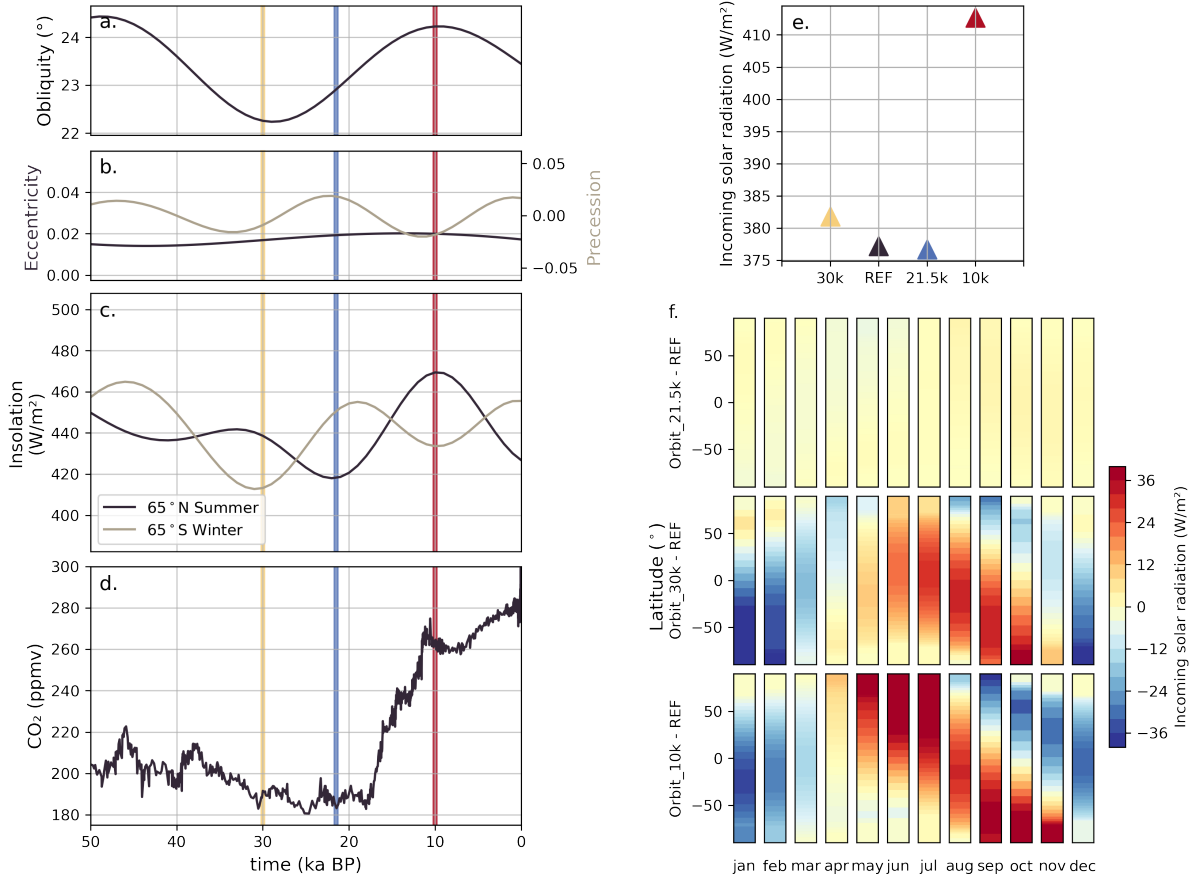 a.
24
23
22
Obliquity (°)
b.
0.04
0.02
0.00
Eccentricity
0.05
0.00
−0.05
Precession
c.
500
480
460
440
420
400
Insolation
(W/m²)
65°N Summer
65°S Winter
d.
300
280
260
240
220
200
180
CO₂ (ppmv)
50 40 30 20 10 0
time (ka BP)
e.
410
405
400
395
390
385
380
375
Incoming solar radiation (W/m²)
30k REF 21.5k 10k
f.
50
0
−50
Orbit_21.5k - REF
50
0
−50
Latitude (°)
Orbit_30k - REF
50
0
−50
Orbit_10k - REF
jan feb mar apr may jun jul aug sep oct nov dec
36
24
12
0
−12
−24
−36
Incoming solar radiation (W/m²)